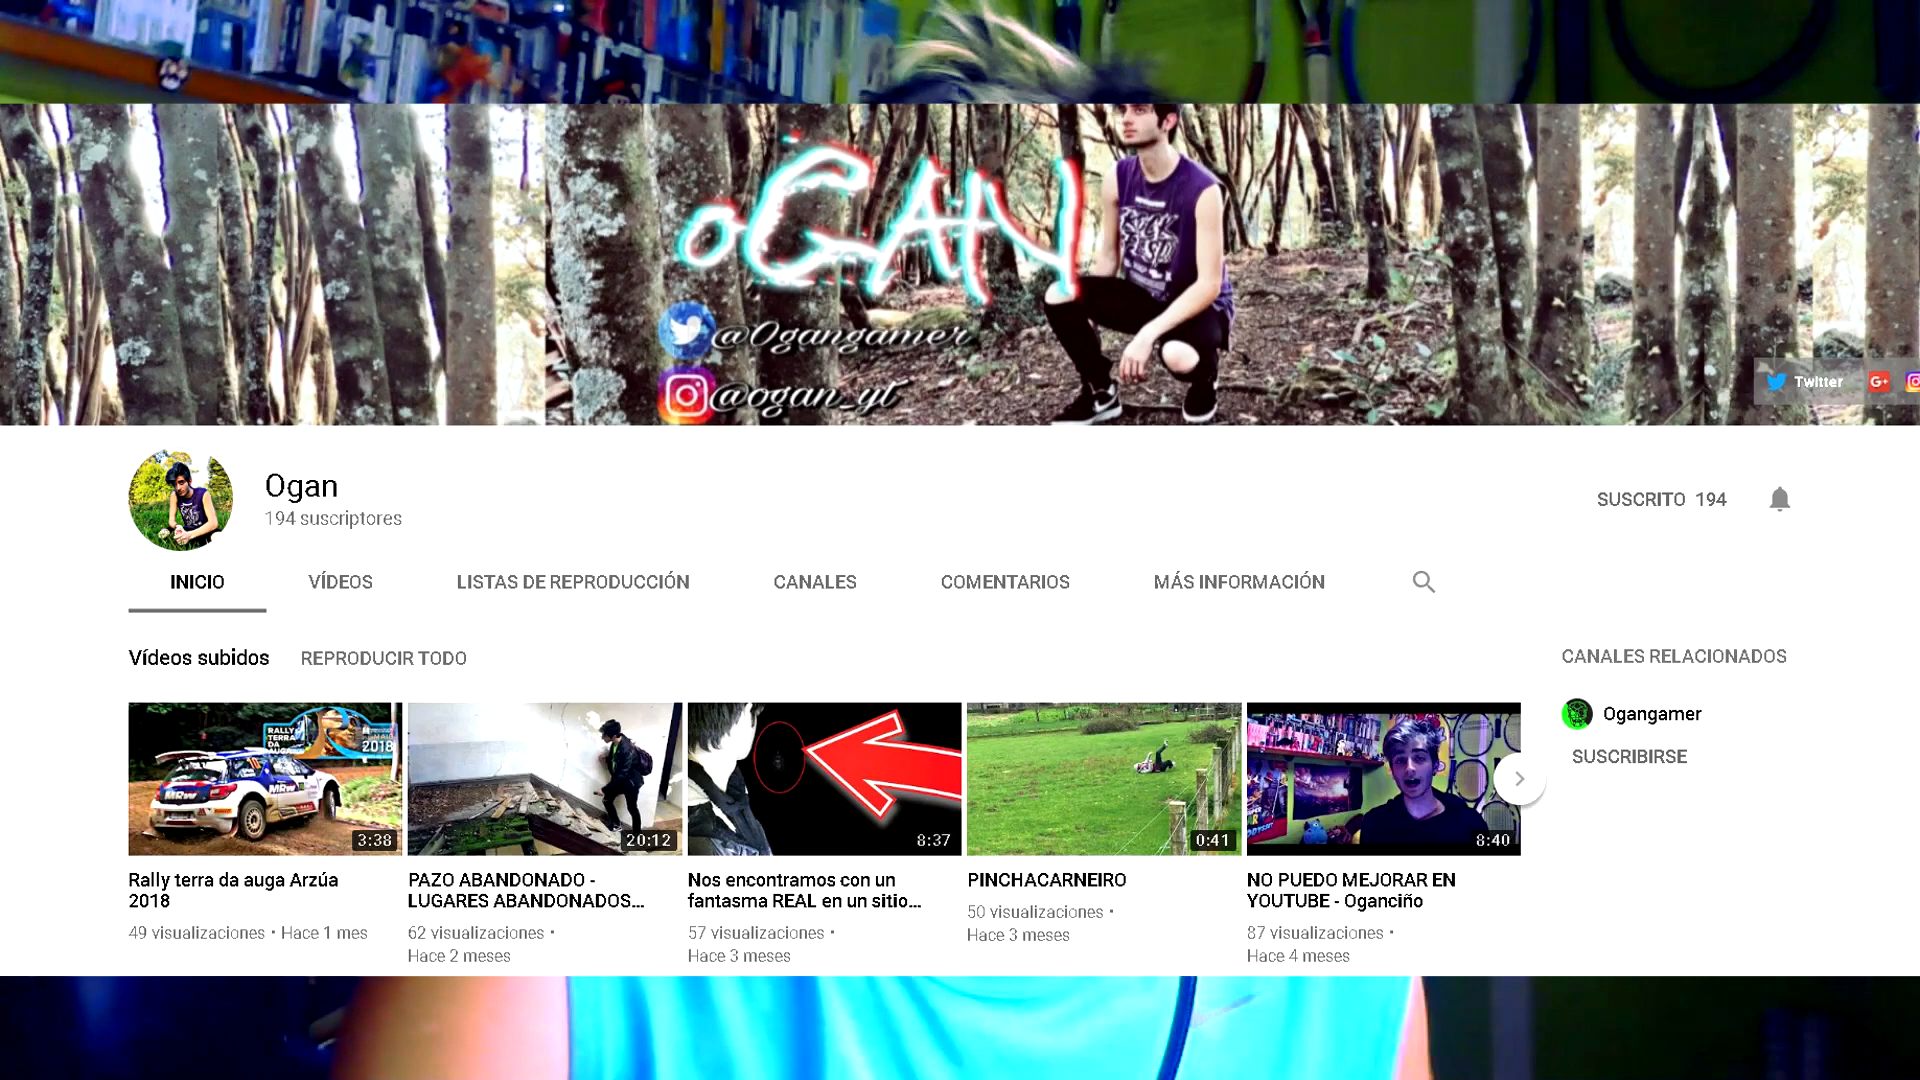 oGAN
@Ogangamer
@ogan_yt
Twitter
G+
Ogan
194 suscriptores
SUSCRITO 194
INICIO
VÍDEOS
LISTAS DE REPRODUCCIÓN
CANALES
COMENTARIOS
MÁS INFORMACIÓN
Vídeos subidos
REPRODUCIR TODO
CANALES RELACIONADOS
Ogangamer
SUSCRIBIRSE
RALLY
TERRA
DA
AUGA
2018
MRW
MRW
3:38
20:12
8:37
0:41
8:40
Rally terra da auga Arzúa
2018
49 visualizaciones • Hace 1 mes
PAZO ABANDONADO -
LUGARES ABANDONADOS...
62 visualizaciones •
Hace 2 meses
Nos encontramos con un
fantasma REAL en un sitio...
57 visualizaciones •
Hace 3 meses
PINCHACARNEIRO
50 visualizaciones •
Hace 3 meses
NO PUEDO MEJORAR EN
YOUTUBE - Oganciño
87 visualizaciones •
Hace 4 meses